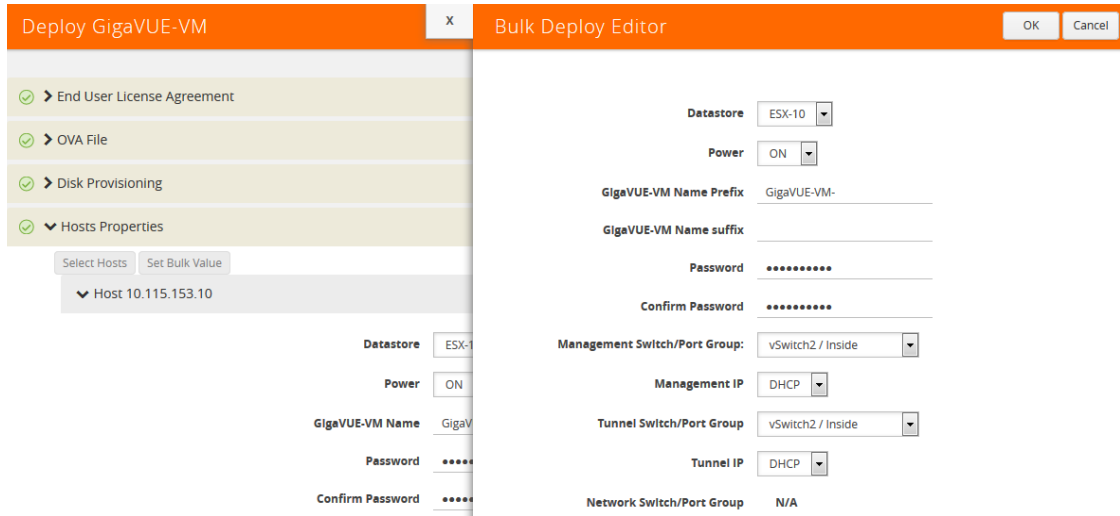 Deploy GigaVUE-VM
X
End User License Agreement
OVA File
Disk Provisioning
Hosts Properties
Select Hosts Set Bulk Value
Host 10.115.153.10
Datastore ESX-1
Power ON
GigaVUE-VM Name GigaV
Password •••••
Confirm Password •••••
Bulk Deploy Editor
OK Cancel
Datastore ESX-10
Power ON
GigaVUE-VM Name Prefix GigaVUE-VM-
GigaVUE-VM Name suffix
Password ••••••••••
Confirm Password ••••••••••
Management Switch/Port Group: vSwitch2 / Inside
Management IP DHCP
Tunnel Switch/Port Group vSwitch2 / Inside
Tunnel IP DHCP
Network Switch/Port Group N/A